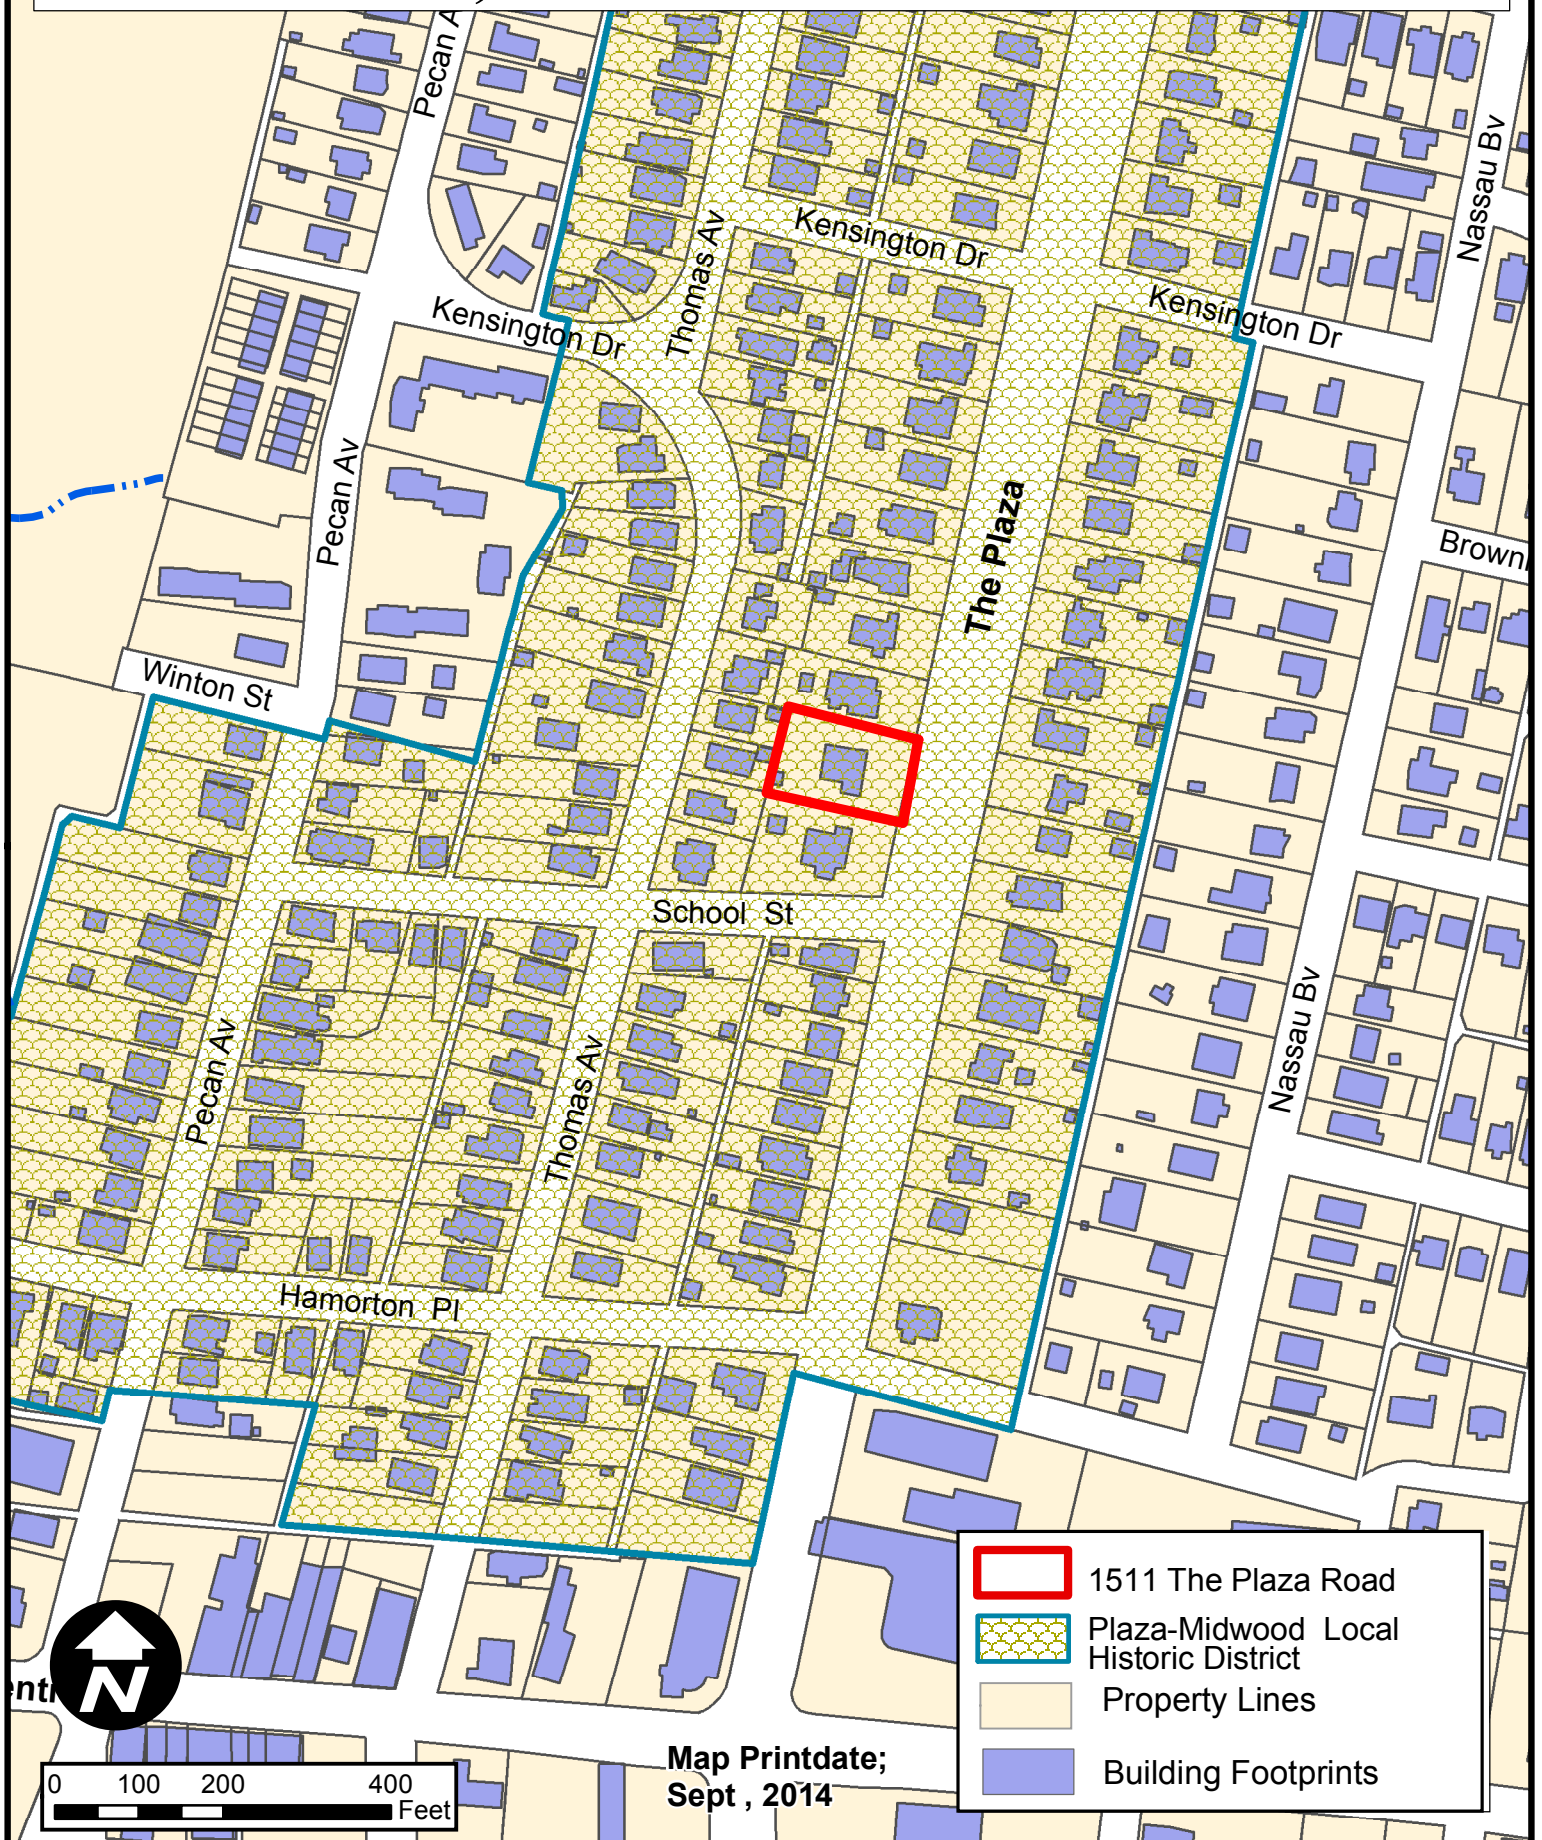 Pecan A
Nassau Bv
Kensington Dr
Thomas Av
Kensington Dr
Kensington Dr
Pecan Av
The Plaza
Brownl
Winton St
School St
Nassau Bv
Pecan Av
Thomas Av
Hamorton Pl
1511 The Plaza Road
Plaza-Midwood Local
Historic District
Property Lines
Building Footprints
N
entr
Map Printdate;
Sept , 2014
0 100 200 400
Feet